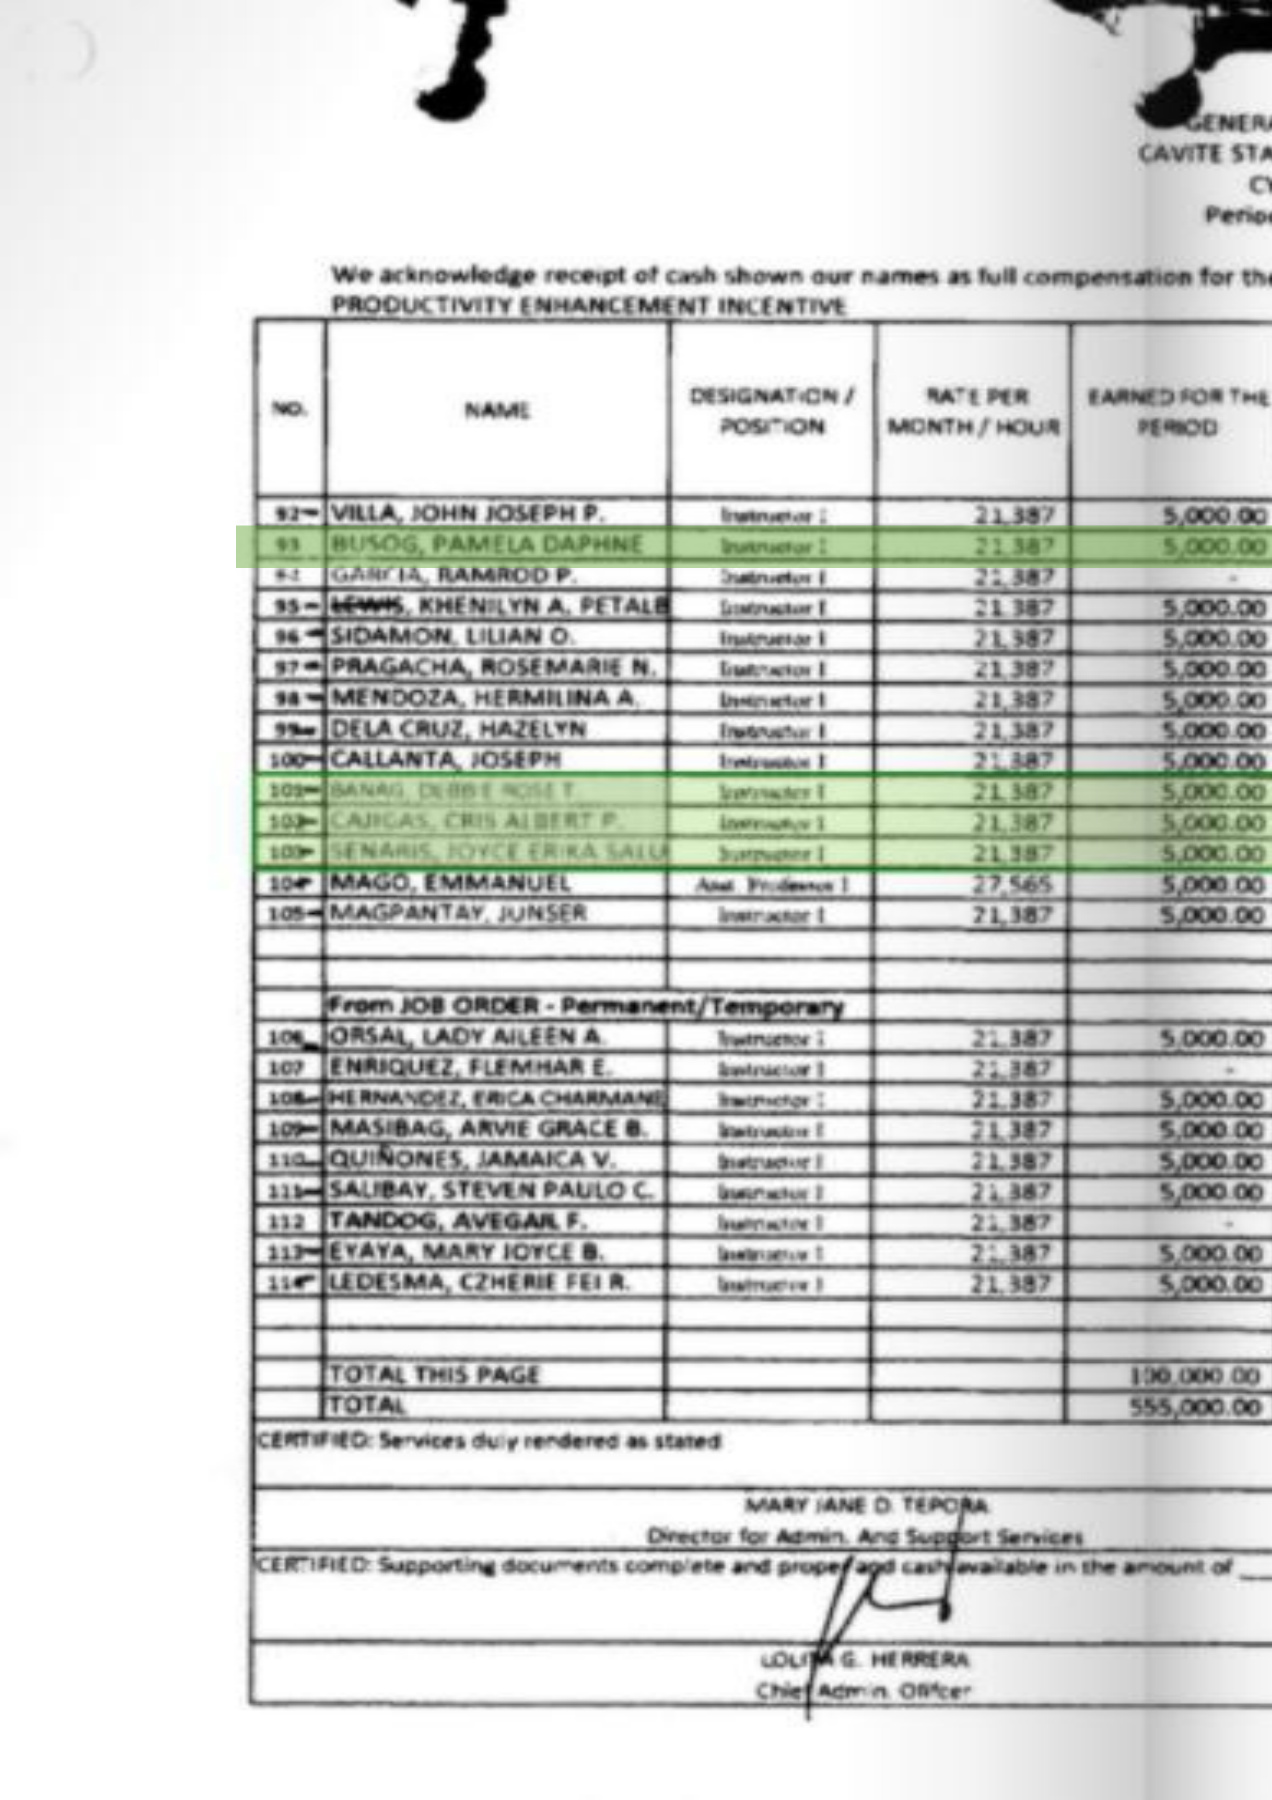 GENERA
CAVITE STA
CY
Perio
We acknowledge receipt of cash shown our names as full compensation for the
PRODUCTIVITY ENHANCEMENT INCENTIVE
NO. NAME DESIGNATION / POSITION RATE PER MONTH / HOUR EARNED FOR THE PERIOD
92 VILLA, JOHN JOSEPH P. Instructor I 21,387 5,000.00
93 BUSOG, PAMELA DAPHNE Instructor I 21,387 5,000.00
94 GARCIA, RAMROD P. Instructor I 21,387 -
95 LEWIS, KHENILYN A. PETALB Instructor I 21,387 5,000.00
96 SIDAMON, LILIAN O. Instructor I 21,387 5,000.00
97 PRAGACHA, ROSEMARIE N. Instructor I 21,387 5,000.00
98 MENDOZA, HERMILINA A. Instructor I 21,387 5,000.00
99 DELA CRUZ, HAZELYN Instructor I 21,387 5,000.00
100 CALLANTA, JOSEPH Instructor I 21,387 5,000.00
101 BANAG, DEBBIE ROSE T. Instructor I 21,387 5,000.00
102 CAJIGAS, CRIS ALBERT P. Instructor I 21,387 5,000.00
103 SENARIS, JOYCE ERIKA SALU Instructor I 21,387 5,000.00
104 MAGO, EMMANUEL Asst. Professor I 27,565 5,000.00
105 MAGPANTAY, JUNSER Instructor I 21,387 5,000.00
From JOB ORDER - Permanent/Temporary
106 ORSAL, LADY AILEEN A. Instructor I 21,387 5,000.00
107 ENRIQUEZ, FLEMHAR E. Instructor I 21,387 -
108 HERNANDEZ, ERICA CHARMANE Instructor I 21,387 5,000.00
109 MASIBAG, ARVIE GRACE B. Instructor I 21,387 5,000.00
110 QUIÑONES, JAMAICA V. Instructor I 21,387 5,000.00
111 SALIBAY, STEVEN PAULO C. Instructor I 21,387 5,000.00
112 TANDOG, AVEGAIL F. Instructor I 21,387 -
113 EYAYA, MARY JOYCE B. Instructor I 21,387 5,000.00
114 LEDESMA, CZHERIE FEI R. Instructor I 21,387 5,000.00
TOTAL THIS PAGE 100,000.00
TOTAL 555,000.00
CERTIFIED: Services duly rendered as stated
MARY JANE D. TEPORA
Director for Admin. And Support Services
CERTIFIED: Supporting documents complete and proper and cash available in the amount of
LOLITA G. HERRERA
Chief Admin. Officer